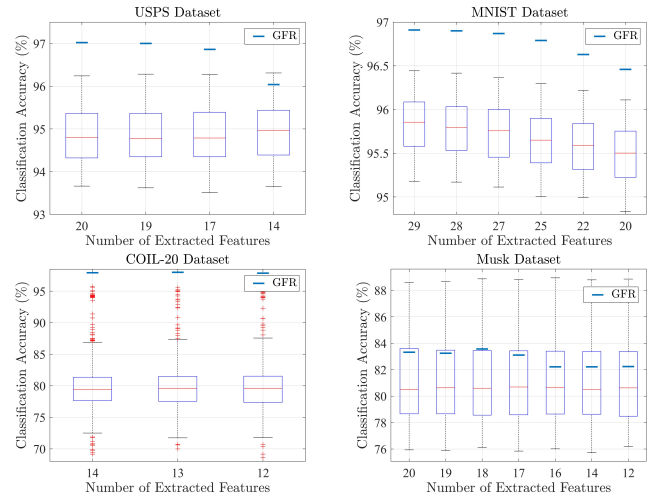 USPS Dataset
Classification Accuracy (%)
97
96
95
94
93
GFR
20 19 17 14
Number of Extracted Features
MNIST Dataset
Classification Accuracy (%)
97
96.5
96
95.5
95
GFR
29 28 27 25 22 20
Number of Extracted Features
COIL-20 Dataset
Classification Accuracy (%)
95
90
85
80
75
70
GFR
14 13 12
Number of Extracted Features
Musk Dataset
Classification Accuracy (%)
88
86
84
82
80
78
76
GFR
20 19 18 17 16 14 12
Number of Extracted Features